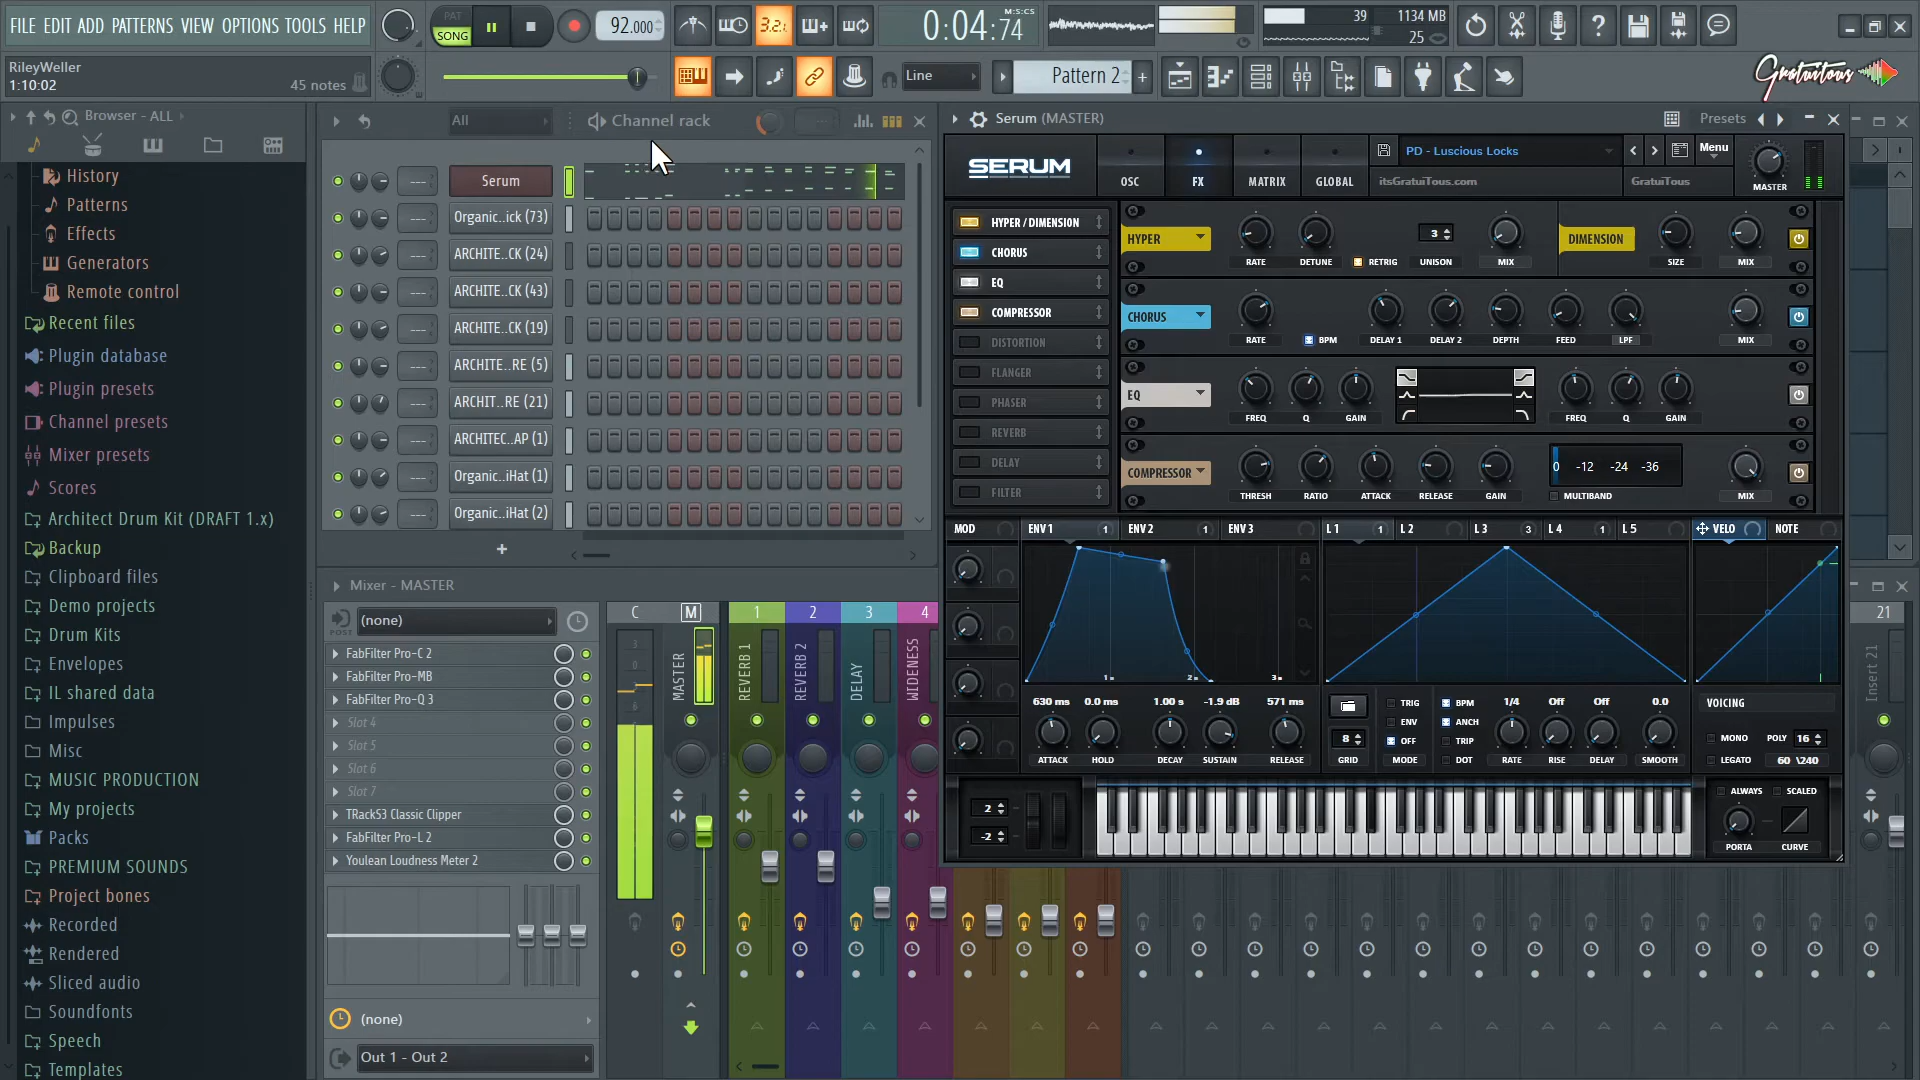 FILE EDIT ADD PATTERNS VIEW OPTIONS TOOLS HELP
PAT
SONG
92.000
3.2.1
0:04:74
M:S:CS
39
1134 MB
25
RileyWeller
1:10:02
45 notes
Line
Pattern 2
Gratuitous
Browser - ALL
History
Patterns
Effects
Generators
Remote control
Recent files
Plugin database
Plugin presets
Channel presets
Mixer presets
Scores
Architect Drum Kit (DRAFT 1.x)
Backup
Clipboard files
Demo projects
Drum Kits
Envelopes
IL shared data
Impulses
Misc
MUSIC PRODUCTION
My projects
Packs
PREMIUM SOUNDS
Project bones
Recorded
Rendered
Sliced audio
Soundfonts
Speech
Templates
All
Channel rack
Serum
Organic..ick (73)
ARCHITE..CK (24)
ARCHITE..CK (43)
ARCHITE..CK (19)
ARCHITE..RE (5)
ARCHIT..RE (21)
ARCHITEC..AP (1)
Organic..iHat (1)
Organic..iHat (2)
Mixer - MASTER
POST
(none)
FabFilter Pro-C 2
FabFilter Pro-MB
FabFilter Pro-Q 3
Slot 4
Slot 5
Slot 6
Slot 7
TRackS3 Classic Clipper
FabFilter Pro-L 2
Youlean Loudness Meter 2
(none)
Out 1 - Out 2
C M 1 2 3 4
MASTER
REVERB 1
REVERB 2
DELAY
WIDENESS
21
Insert 21
Serum (MASTER)
Presets
SERUM
OSC FX MATRIX GLOBAL
PD - Luscious Locks
Menu
itsGratuiTous.com
GratuiTous
MASTER
HYPER / DIMENSION
CHORUS
EQ
COMPRESSOR
DISTORTION
FLANGER
PHASER
REVERB
DELAY
FILTER
HYPER
3
DIMENSION
RATE DETUNE RETRIG UNISON MIX SIZE MIX
CHORUS
RATE BPM DELAY 1 DELAY 2 DEPTH FEED LPF MIX
EQ
FREQ Q GAIN FREQ Q GAIN
COMPRESSOR
0 -12 -24 -36
THRESH RATIO ATTACK RELEASE GAIN MULTIBAND MIX
MOD ENV 1 1 ENV 2 1 ENV 3 L 1 1 L 2 L 3 3 L 4 1 L 5 VELO NOTE
630 ms 0.0 ms 1.00 s -1.9 dB 571 ms
ATTACK HOLD DECAY SUSTAIN RELEASE
8
GRID
TRIG
ENV
OFF
MODE
BPM
ANCH
TRIP
DOT
1/4 Off Off 0.0
RATE RISE DELAY SMOOTH
VOICING
MONO POLY 16
LEGATO 60 \240
2
-2
ALWAYS SCALED
PORTA CURVE